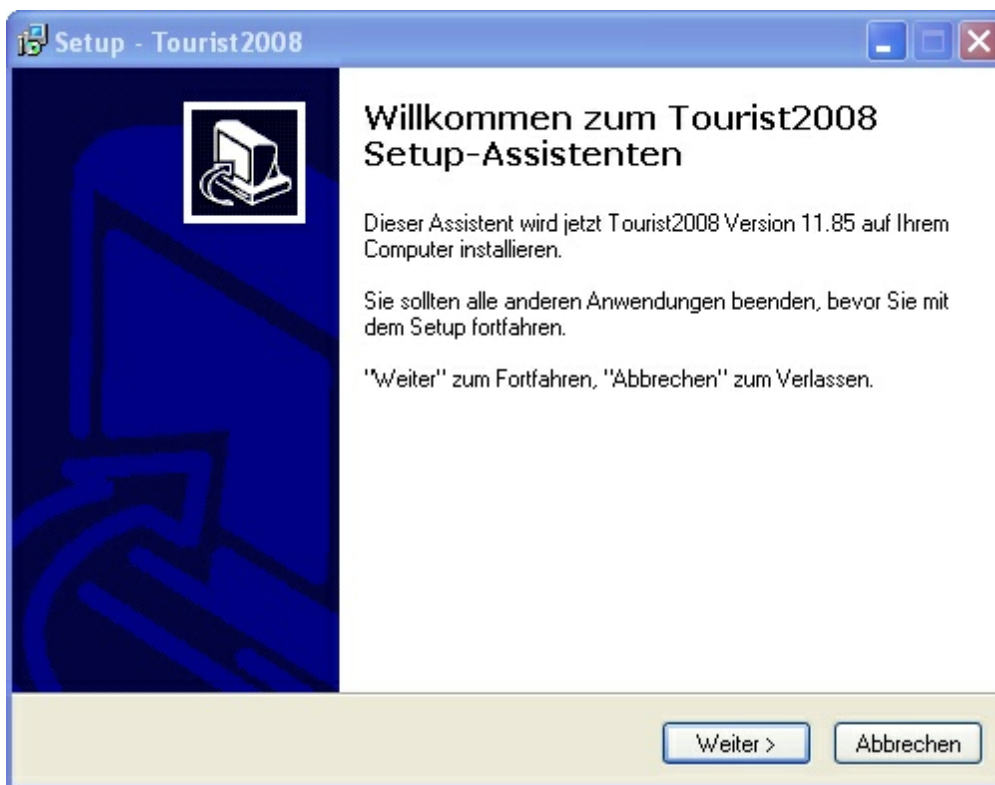 Setup - Tourist2008
Willkommen zum Tourist2008
Setup-Assistenten
Dieser Assistent wird jetzt Tourist2008 Version 11.85 auf Ihrem
Computer installieren.
Sie sollten alle anderen Anwendungen beenden, bevor Sie mit
dem Setup fortfahren.
"Weiter" zum Fortfahren, "Abbrechen" zum Verlassen.
Weiter >
Abbrechen